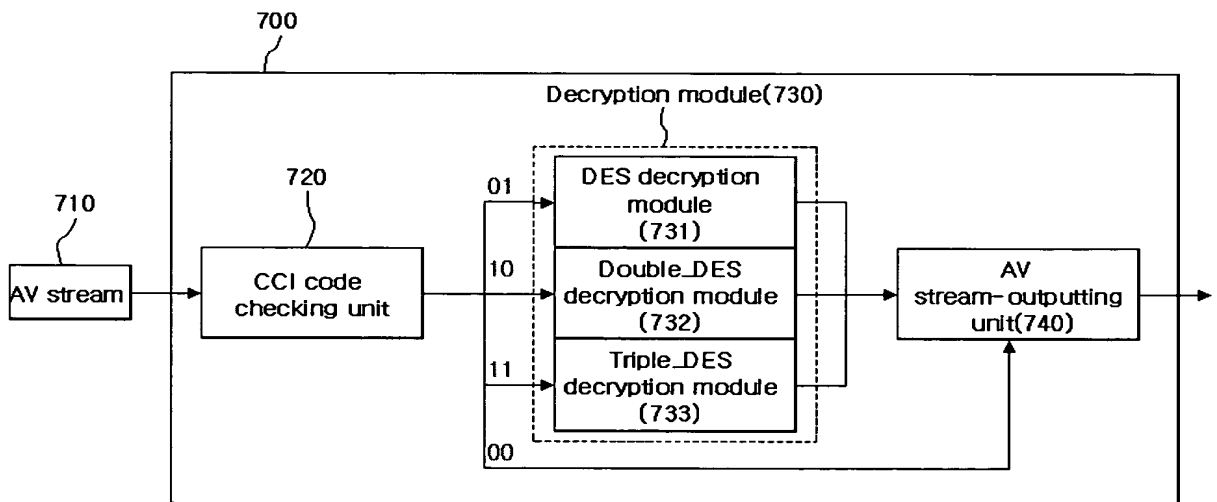 700
Decryption module(730)
720
710
01
DES decryption
module
(731)
AV stream
CCI code
checking unit
10
Double_DES
decryption module
(732)
AV
stream-outputting
unit(740)
11
Triple_DES
decryption module
(733)
00